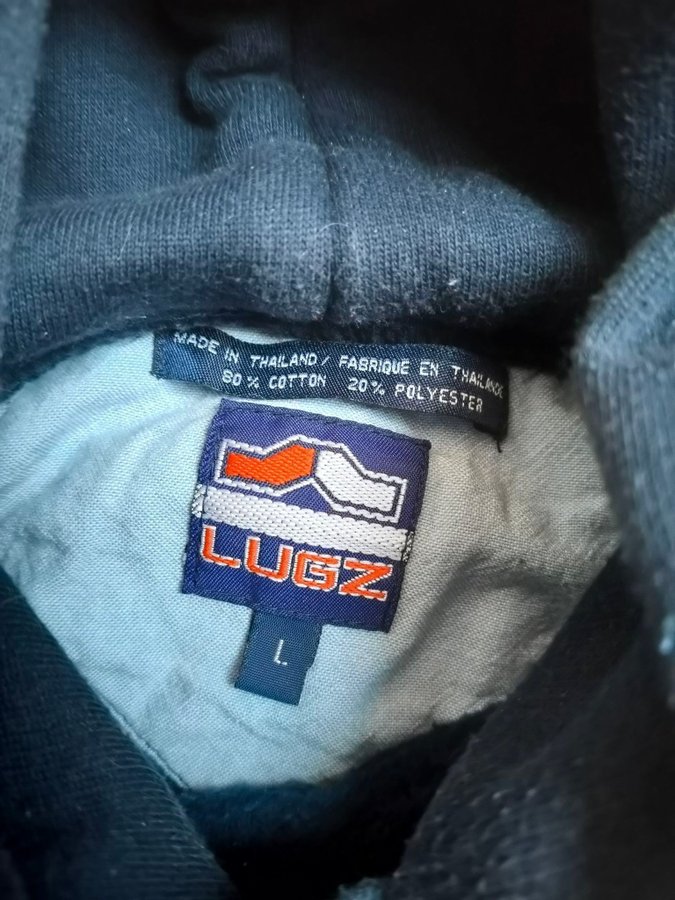 MADE IN THAILAND / FABRIQUE EN THAILANDE
80% COTTON 20% POLYESTER
LUGZ
L